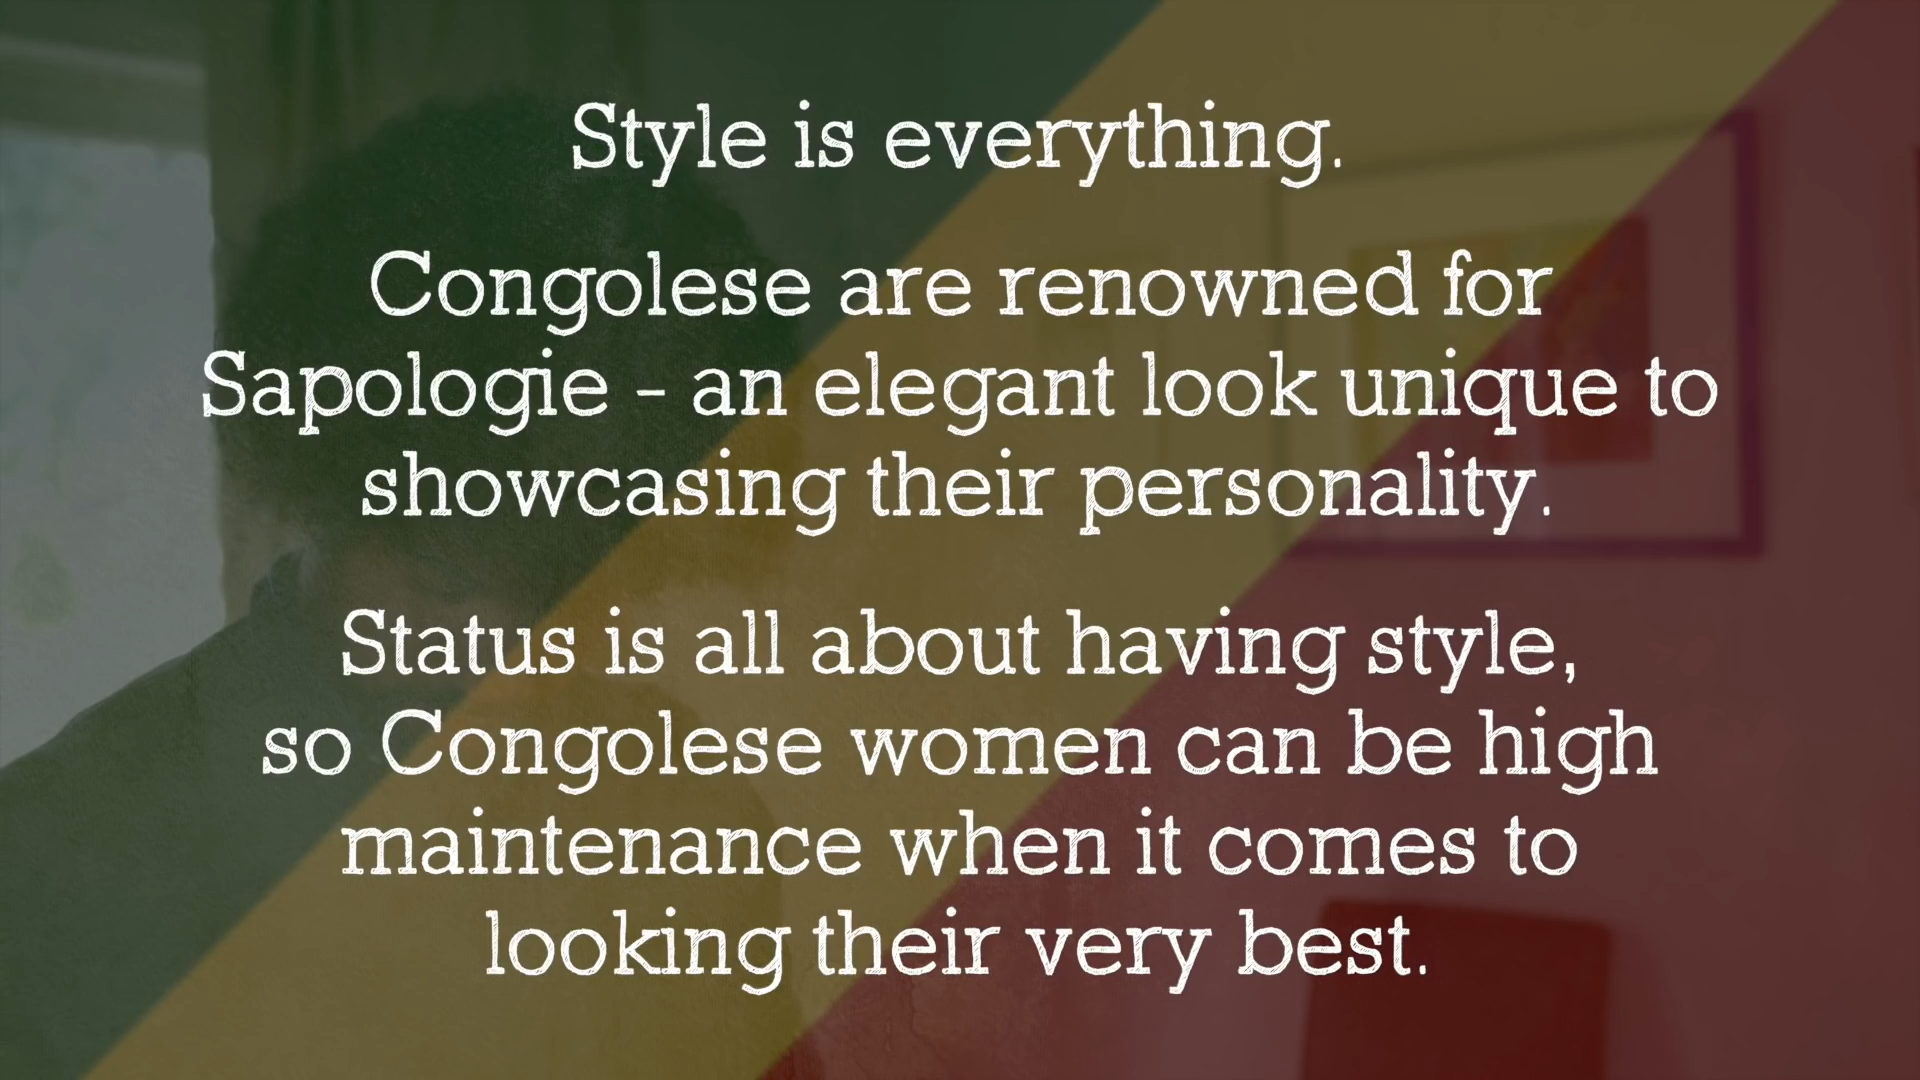 Style is everything.
Congolese are renowned for
Sapologie - an elegant look unique to
showcasing their personality.
Status is all about having style,
so Congolese women can be high
maintenance when it comes to
looking their very best.